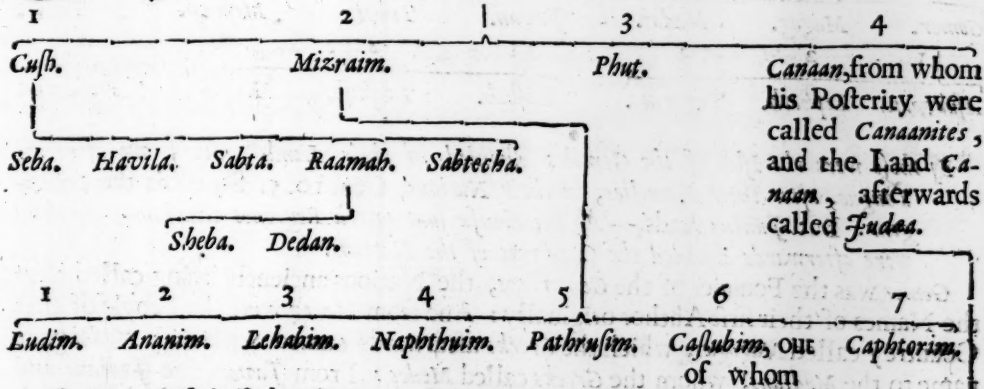 1 2 3 4
Cuſh. Mizraim. Phut. Canaan, from whom
his Poſterity were
called Canaanites,
Seba. Havila. Sabta. Raamah. Sabtecha. and the Land Ca-
naan, afterwards
called Judæa.
Sheba. Dedan.
1 2 3 4 5 6 7
Ludim. Ananim. Lehabim. Naphthuim. Pathruſim. Caſlubim, out Caphtorim.
of whom